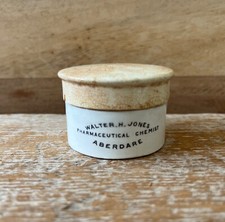 WALTER. H. JONES
PHARMACEUTICAL CHEMIST
ABERDARE